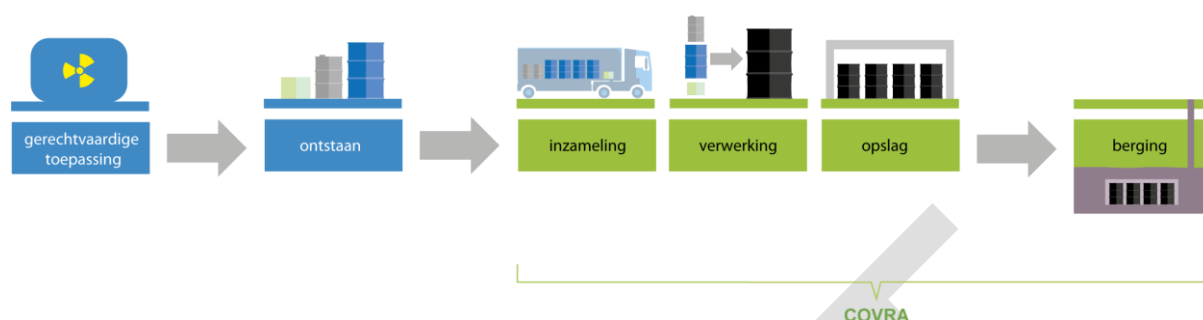 gerechtvaardige
toepassing
ontstaan
inzameling
verwerking
opslag
berging
COVRA